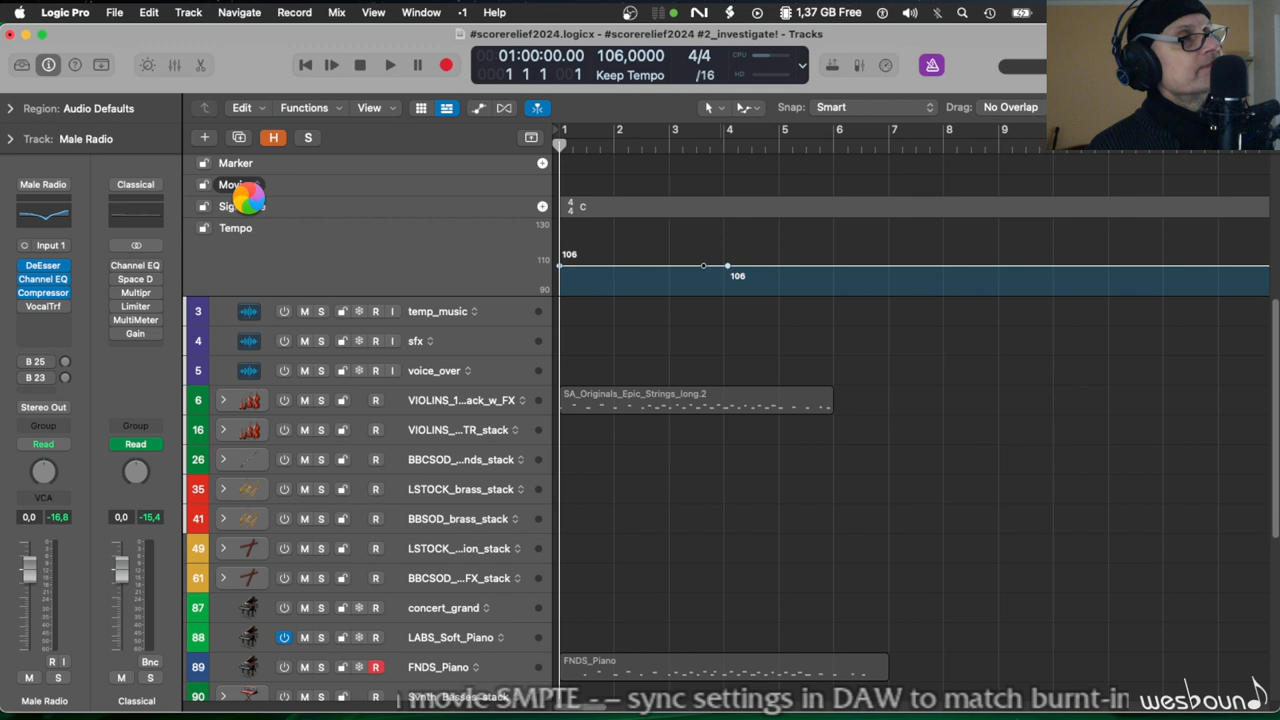 Logic Pro File Edit Track Navigate Record Mix View Window ·1 Help 1,37 GB Free
#scorerelief2024.logicx - #scorerelief2024 #2_investigate! - Tracks
01:00:00:00.00 106,0000 4/4 CPU
1 1 1 001 Keep Tempo /16 HD
Region: Audio Defaults
Edit Functions View Snap: Smart Drag: No Overlap
Track: Male Radio
H S
1 2 3 4 5 6 7 8 9
Marker
Tempo
4
4 C
130
110
90
106
106
Male Radio Classical
Input 1
DeEsser Channel EQ
Channel EQ Space D
Compressor Multipr
VocalTrf Limiter
MultiMeter
Gain
B 25
B 23
Stereo Out
Group Group
Read Read
VCA
0,0 -16,8 0,0 -15,4
R I Bnc
M S M S
Male Radio Classical
3 M S R I temp_music
4 M S R I sfx
5 M S R I voice_over
6 M S R VIOLINS_1...ack_w_FX
SA_Originals_Epic_Strings_long.2
16 M S R VIOLINS_...TR_stack
26 M S R BBCSOD_...nds_stack
35 M S R LSTOCK_brass_stack
41 M S R BBSOD_brass_stack
49 M S R LSTOCK_...ion_stack
61 M S R BBCSOD_...FX_stack
87 M S R concert_grand
88 M S R LABS_Soft_Piano
89 M S R FNDS_Piano
FNDS_Piano
90 M S R Synth_Basses_stack
SMPTE -– sync settings in DAW to match burnt-in
wesbound